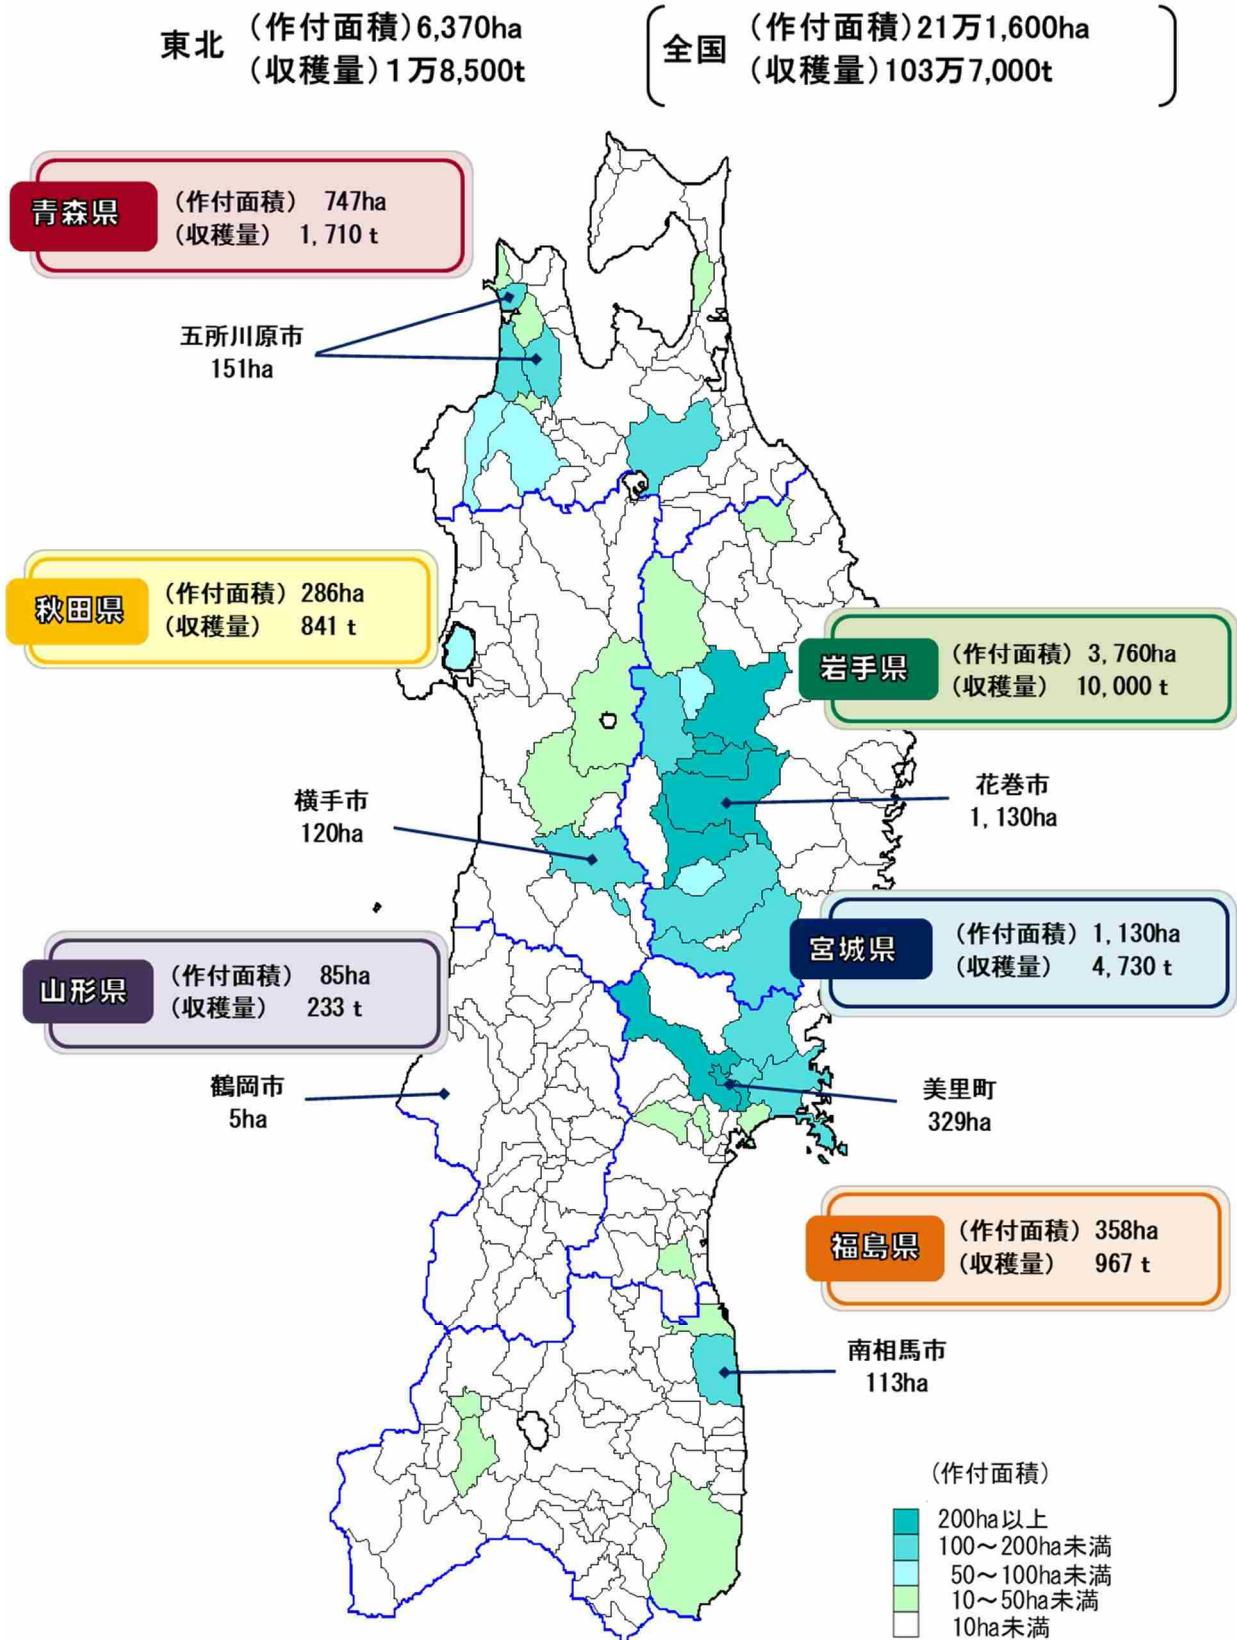 東北 (作付面積)6,370ha
(収穫量)1万8,500t
全国 (作付面積)21万1,600ha
(収穫量)103万7,000t
青森県 (作付面積) 747ha
(収穫量) 1,710 t
五所川原市
151ha
秋田県 (作付面積) 286ha
(収穫量) 841 t
岩手県 (作付面積) 3,760ha
(収穫量) 10,000 t
花巻市
1,130ha
横手市
120ha
宮城県 (作付面積) 1,130ha
(収穫量) 4,730 t
山形県 (作付面積) 85ha
(収穫量) 233 t
鶴岡市
5ha
美里町
329ha
福島県 (作付面積) 358ha
(収穫量) 967 t
南相馬市
113ha
(作付面積)
200ha以上
100~200ha未満
50~100ha未満
10~50ha未満
10ha未満